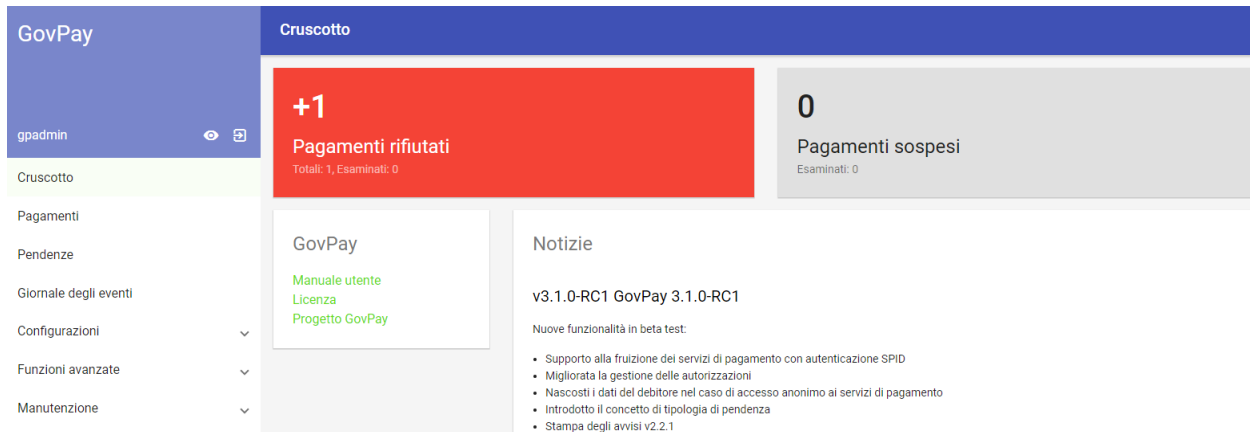 GovPay
gpadmin
Cruscotto
Pagamenti
Pendenze
Giornale degli eventi
Configurazioni
Funzioni avanzate
Manutenzione
Cruscotto
+1
Pagamenti rifiutati
Totali: 1, Esaminati: 0
0
Pagamenti sospesi
Esaminati: 0
GovPay
Manuale utente
Licenza
Progetto GovPay
Notizie
v3.1.0-RC1 GovPay 3.1.0-RC1
Nuove funzionalità in beta test:
• Supporto alla fruizione dei servizi di pagamento con autenticazione SPID
• Migliorata la gestione delle autorizzazioni
• Nascosti i dati del debitore nel caso di accesso anonimo ai servizi di pagamento
• Introdotto il concetto di tipologia di pendenza
• Stampa degli avvisi v2.2.1